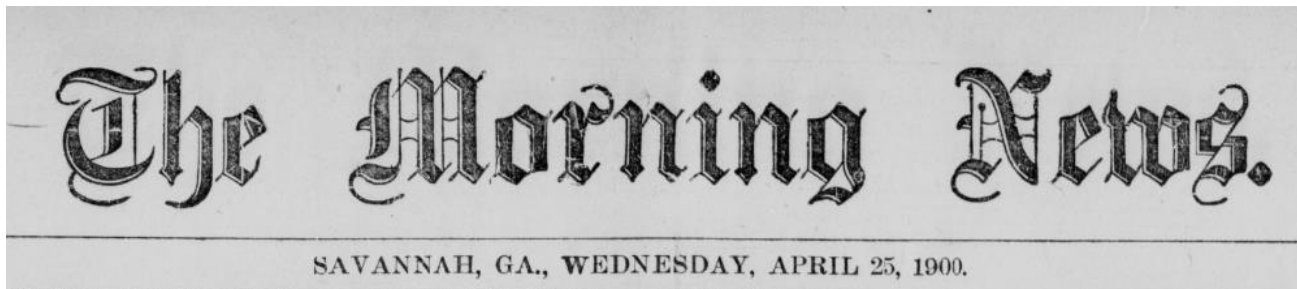 The Morning News.
SAVANNAH, GA., WEDNESDAY, APRIL 25, 1900.